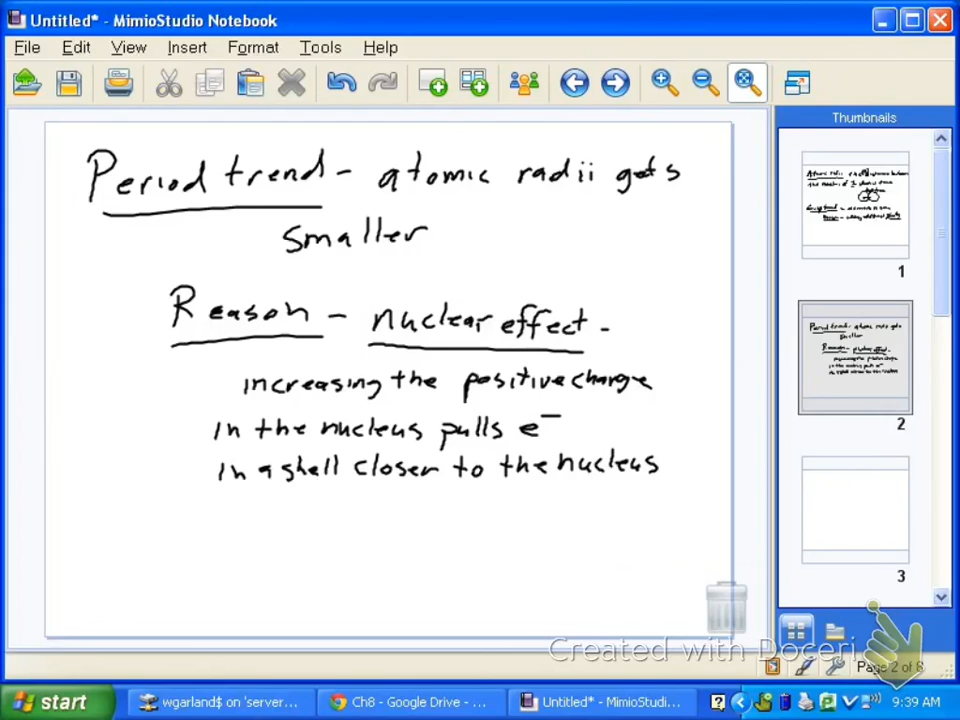 Untitled* - MimioStudio Notebook
File Edit View Insert Format Tools Help
Thumbnails
Period trend - atomic radii gets
smaller
Reason - nuclear effect -
increasing the positive charge
in the nucleus pulls e⁻
in a shell closer to the nucleus
1
2
3
Created with Doceri
Page 2 of 8
start wgarland$ on 'server... Ch8 - Google Drive - ... Untitled* - MimioStudi... 9:39 AM